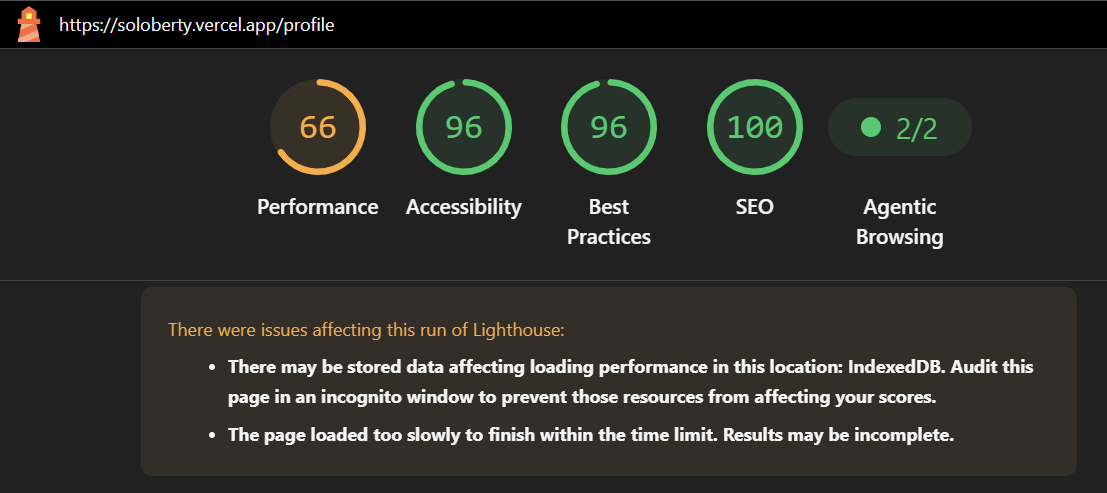 https://soloberty.vercel.app/profile
66 96 96 100 2/2
Performance Accessibility Best Practices SEO Agentic Browsing
There were issues affecting this run of Lighthouse:
• There may be stored data affecting loading performance in this location: IndexedDB. Audit this
page in an incognito window to prevent those resources from affecting your scores.
• The page loaded too slowly to finish within the time limit. Results may be incomplete.